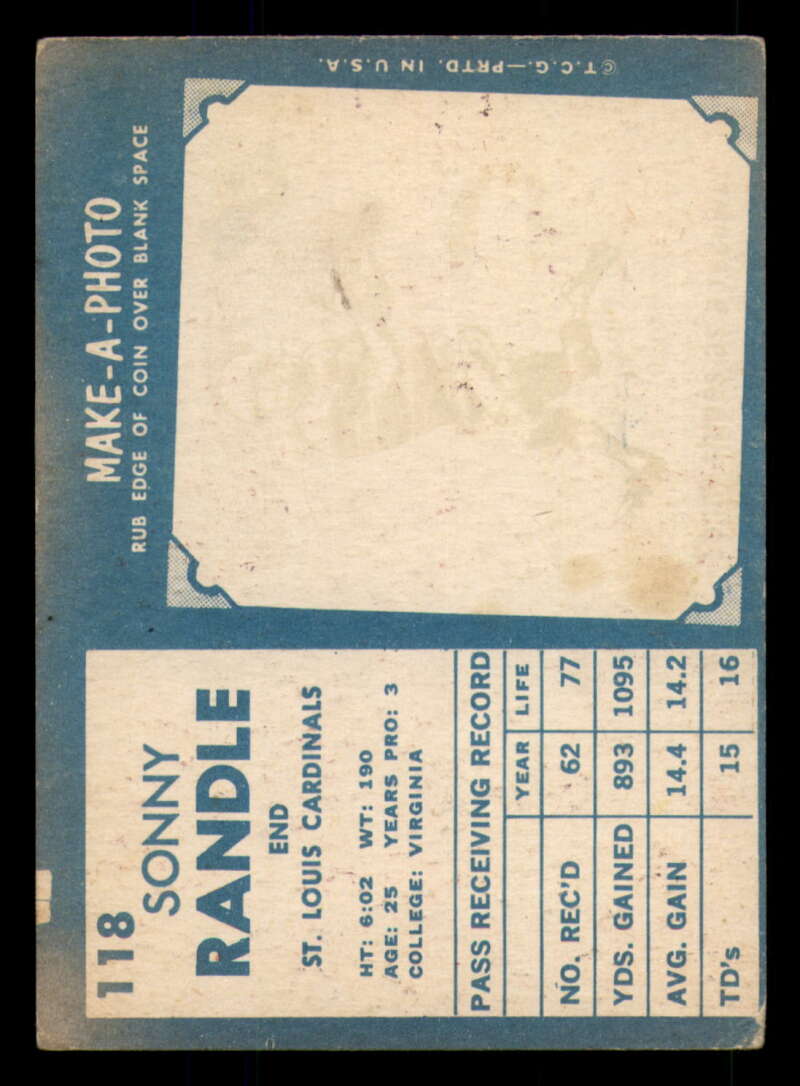 118
SONNY
RANDLE
END
ST. LOUIS CARDINALS
HT: 6:02 WT: 190
AGE: 25 YEARS PRO: 3
COLLEGE: VIRGINIA
PASS RECEIVING RECORD
YEAR LIFE
NO. REC'D 62 77
YDS. GAINED 893 1095
AVG. GAIN 14.4 14.2
TD's 15 16
MAKE-A-PHOTO
RUB EDGE OF COIN OVER BLANK SPACE
©T.C.G.—PRTD. IN U.S.A.